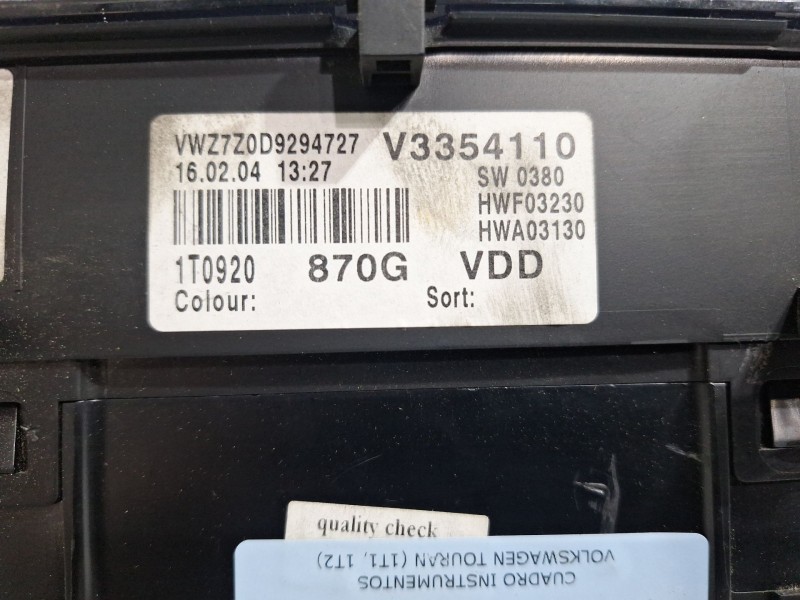 VWZ7Z0D9294727 V3354110
16.02.04 13:27 SW 0380
HWF03230
HWA03130
1T0920 870G VDD
Colour: Sort:
quality check
CUADRO INSTRUMENTOS
VOLKSWAGEN TOURAN (1T1, 1T2)